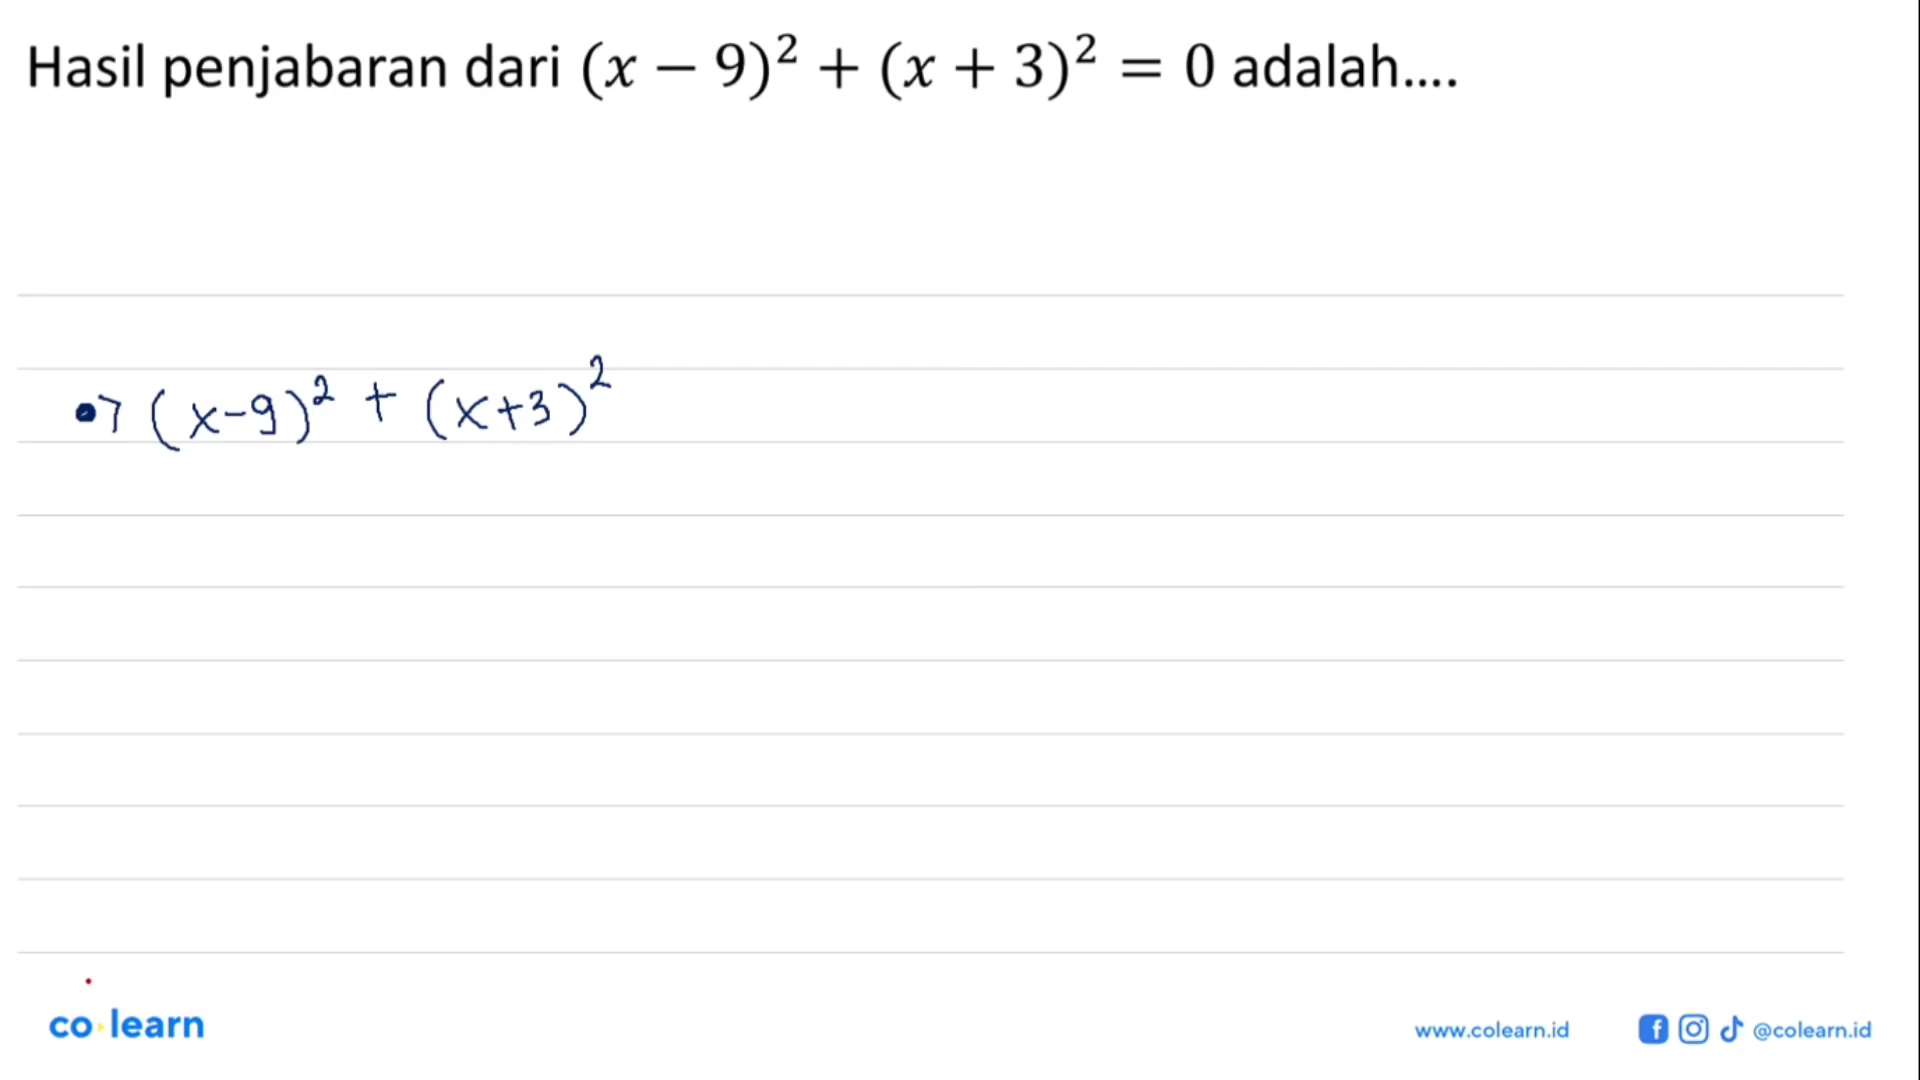 Hasil penjabaran dari (x − 9)² + (x + 3)² = 0 adalah....
•> (x-9)² + (x+3)²
co learn
www.colearn.id @colearn.id